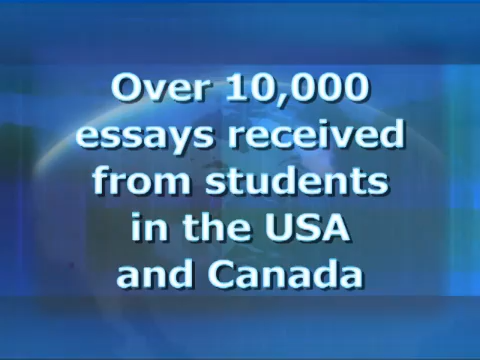 Over 10,000
essays received
from students
in the USA
and Canada